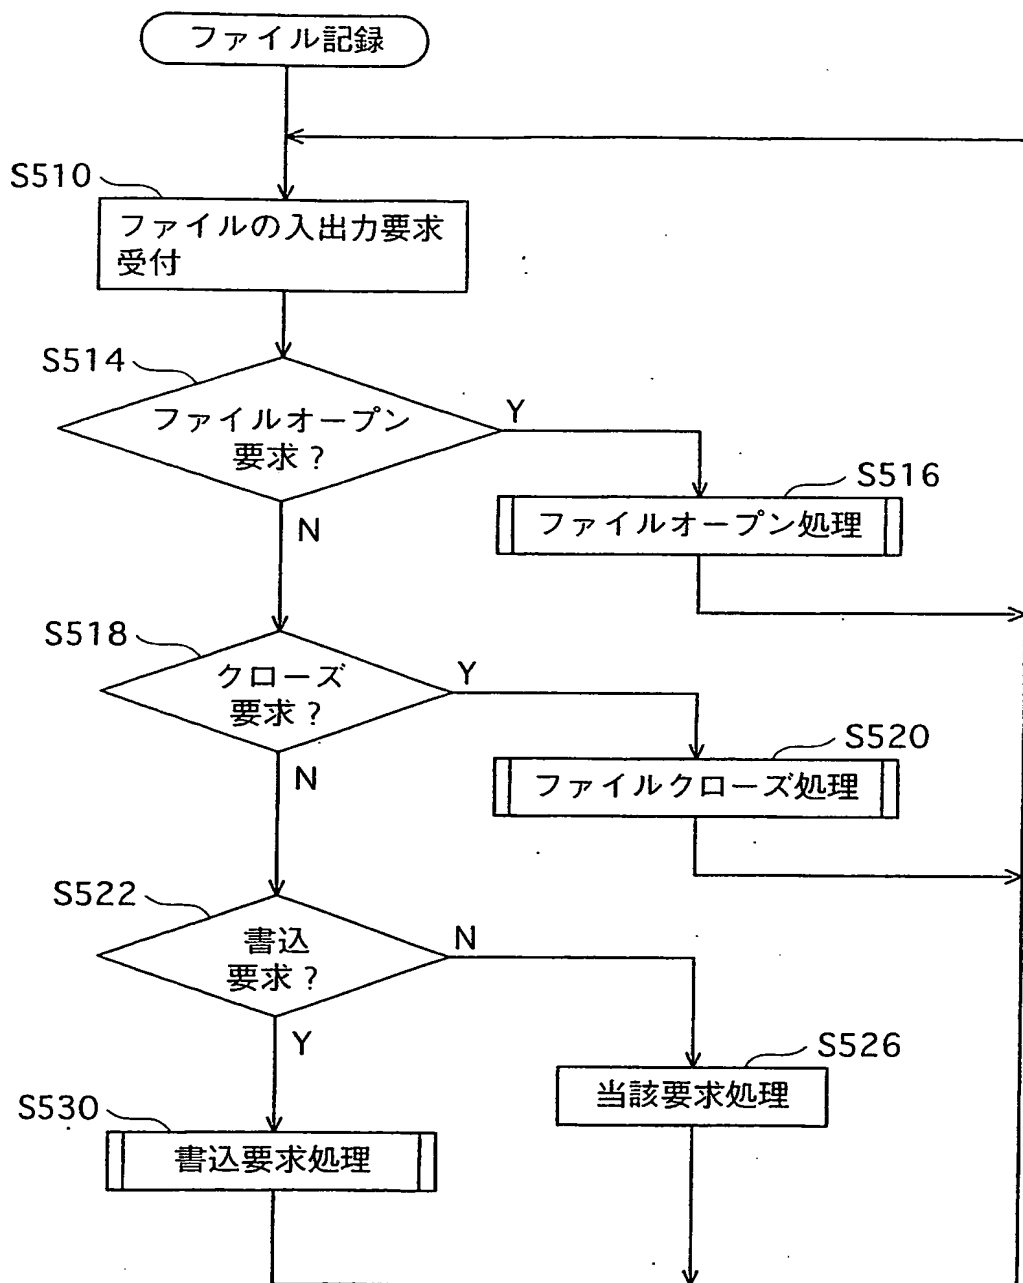 ファイル記録
S510
ファイルの入出力要求
受付
S514
ファイルオープン
要求?
Y
N
S516
ファイルオープン処理
S518
クローズ
要求?
Y
N
S520
ファイルクローズ処理
S522
書込
要求?
N
Y
S526
当該要求処理
S530
書込要求処理